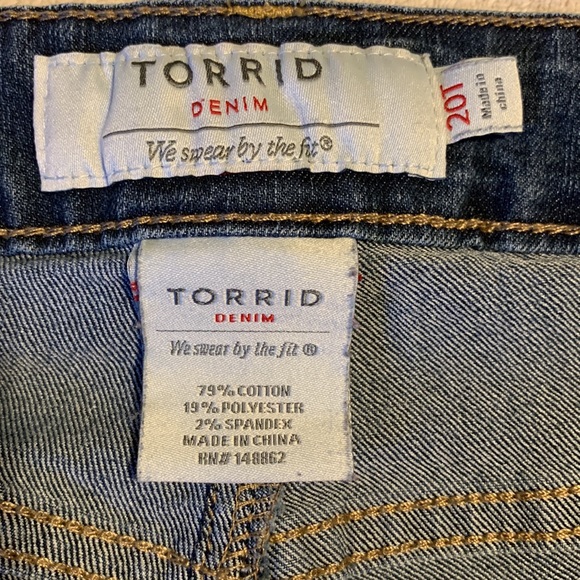 TORRID
DENIM
We swear by the fit®
20T
Made in
china
TORRID
DENIM
We swear by the fit ®
79% COTTON
19% POLYESTER
2% SPANDEX
MADE IN CHINA
RN# 148862